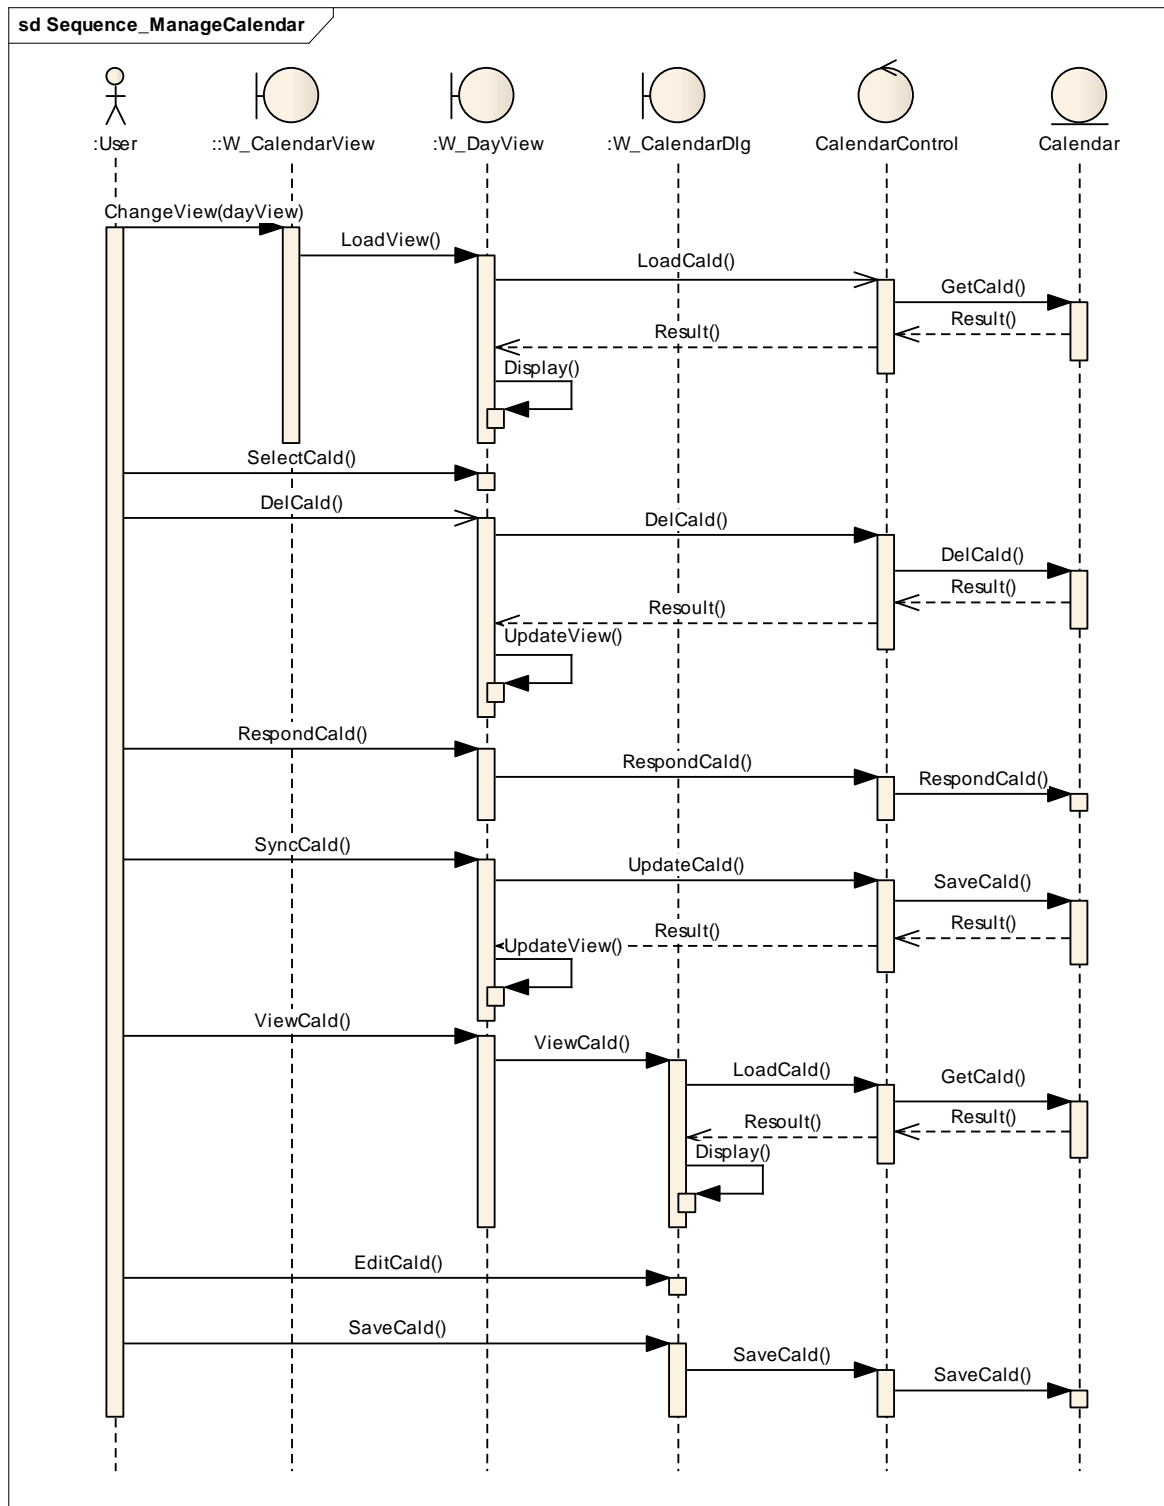 sd Sequence_ManageCalendar
:User
::W_CalendarView
:W_DayView
:W_CalendarDlg
CalendarControl
Calendar
ChangeView(dayView)
LoadView()
LoadCald()
GetCald()
Result()
Result()
Display()
SelectCald()
DelCald()
DelCald()
DelCald()
Result()
Resoult()
UpdateView()
RespondCald()
RespondCald()
RespondCald()
SyncCald()
UpdateCald()
SaveCald()
Result()
Result()
UpdateView()
ViewCald()
ViewCald()
LoadCald()
GetCald()
Result()
Resoult()
Display()
EditCald()
SaveCald()
SaveCald()
SaveCald()